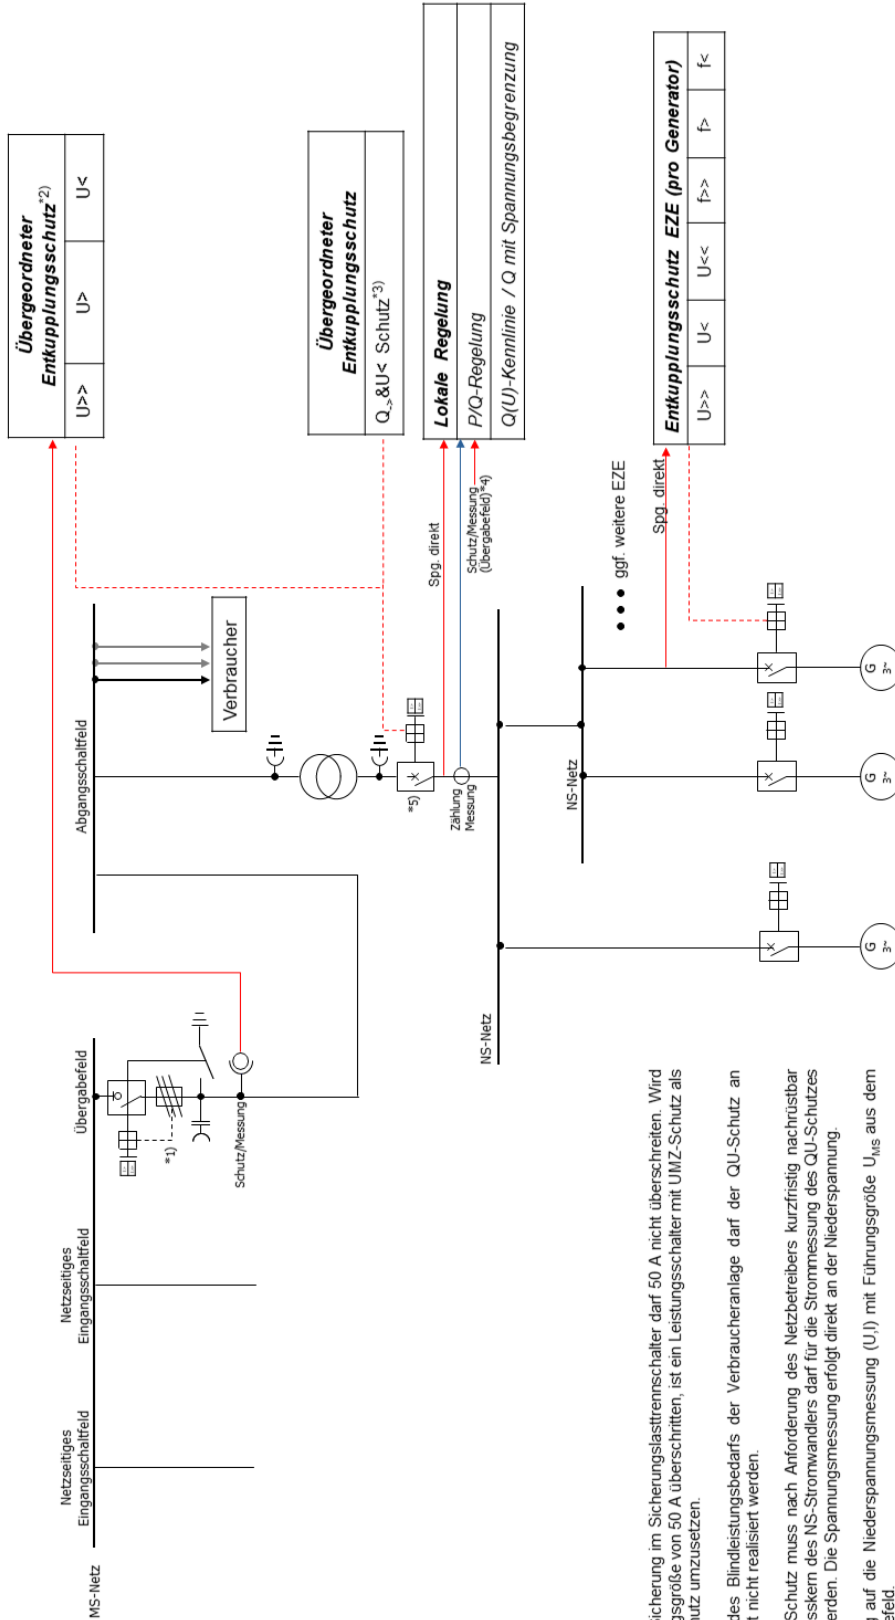 MS-Netz
Netzseitiges
Eingangsschaltfeld
Netzseitiges
Eingangsschaltfeld
Übergabefeld
*1)
Schutz/Messung
Abgangsschaltfeld
Verbraucher
Übergeordneter
Entkupplungsschutz*2)
U>> U> U<
Übergeordneter
Entkupplungsschutz
Q->&U< Schutz*3)
Lokale Regelung
P/Q-Regelung
Q(U)-Kennlinie / Q mit Spannungsbegrenzung
Spg. direkt
Schutz/Messung
(Übergabefeld)*4)
*5)
Zählung
Messung
NS-Netz
NS-Netz
ggf. weitere EZE
Spg. direkt
Entkupplungsschutz EZE (pro Generator)
U>> U< U<< f>> f> f<
G
3~
G
3~
G
3~
icherung im Sicherungslasttrennschalter darf 50 A nicht überschreiten. Wird
gsgröße von 50 A überschritten, ist ein Leistungsschalter mit UMZ-Schutz als
hutz umzusetzen.
des Blindleistungsbedarfs der Verbraucheranlage darf der QU-Schutz an
t nicht realisiert werden.
Schutz muss nach Anforderung des Netzbetreibers kurzfristig nachrüstbar
sskern des NS-Stromwandlers darf für die Strommessung des QU-Schutzes
erden. Die Spannungsmessung erfolgt direkt an der Niederspannung.
g auf die Niederspannungsmessung (U,I) mit Führungsgröße UMS aus dem
efeld.